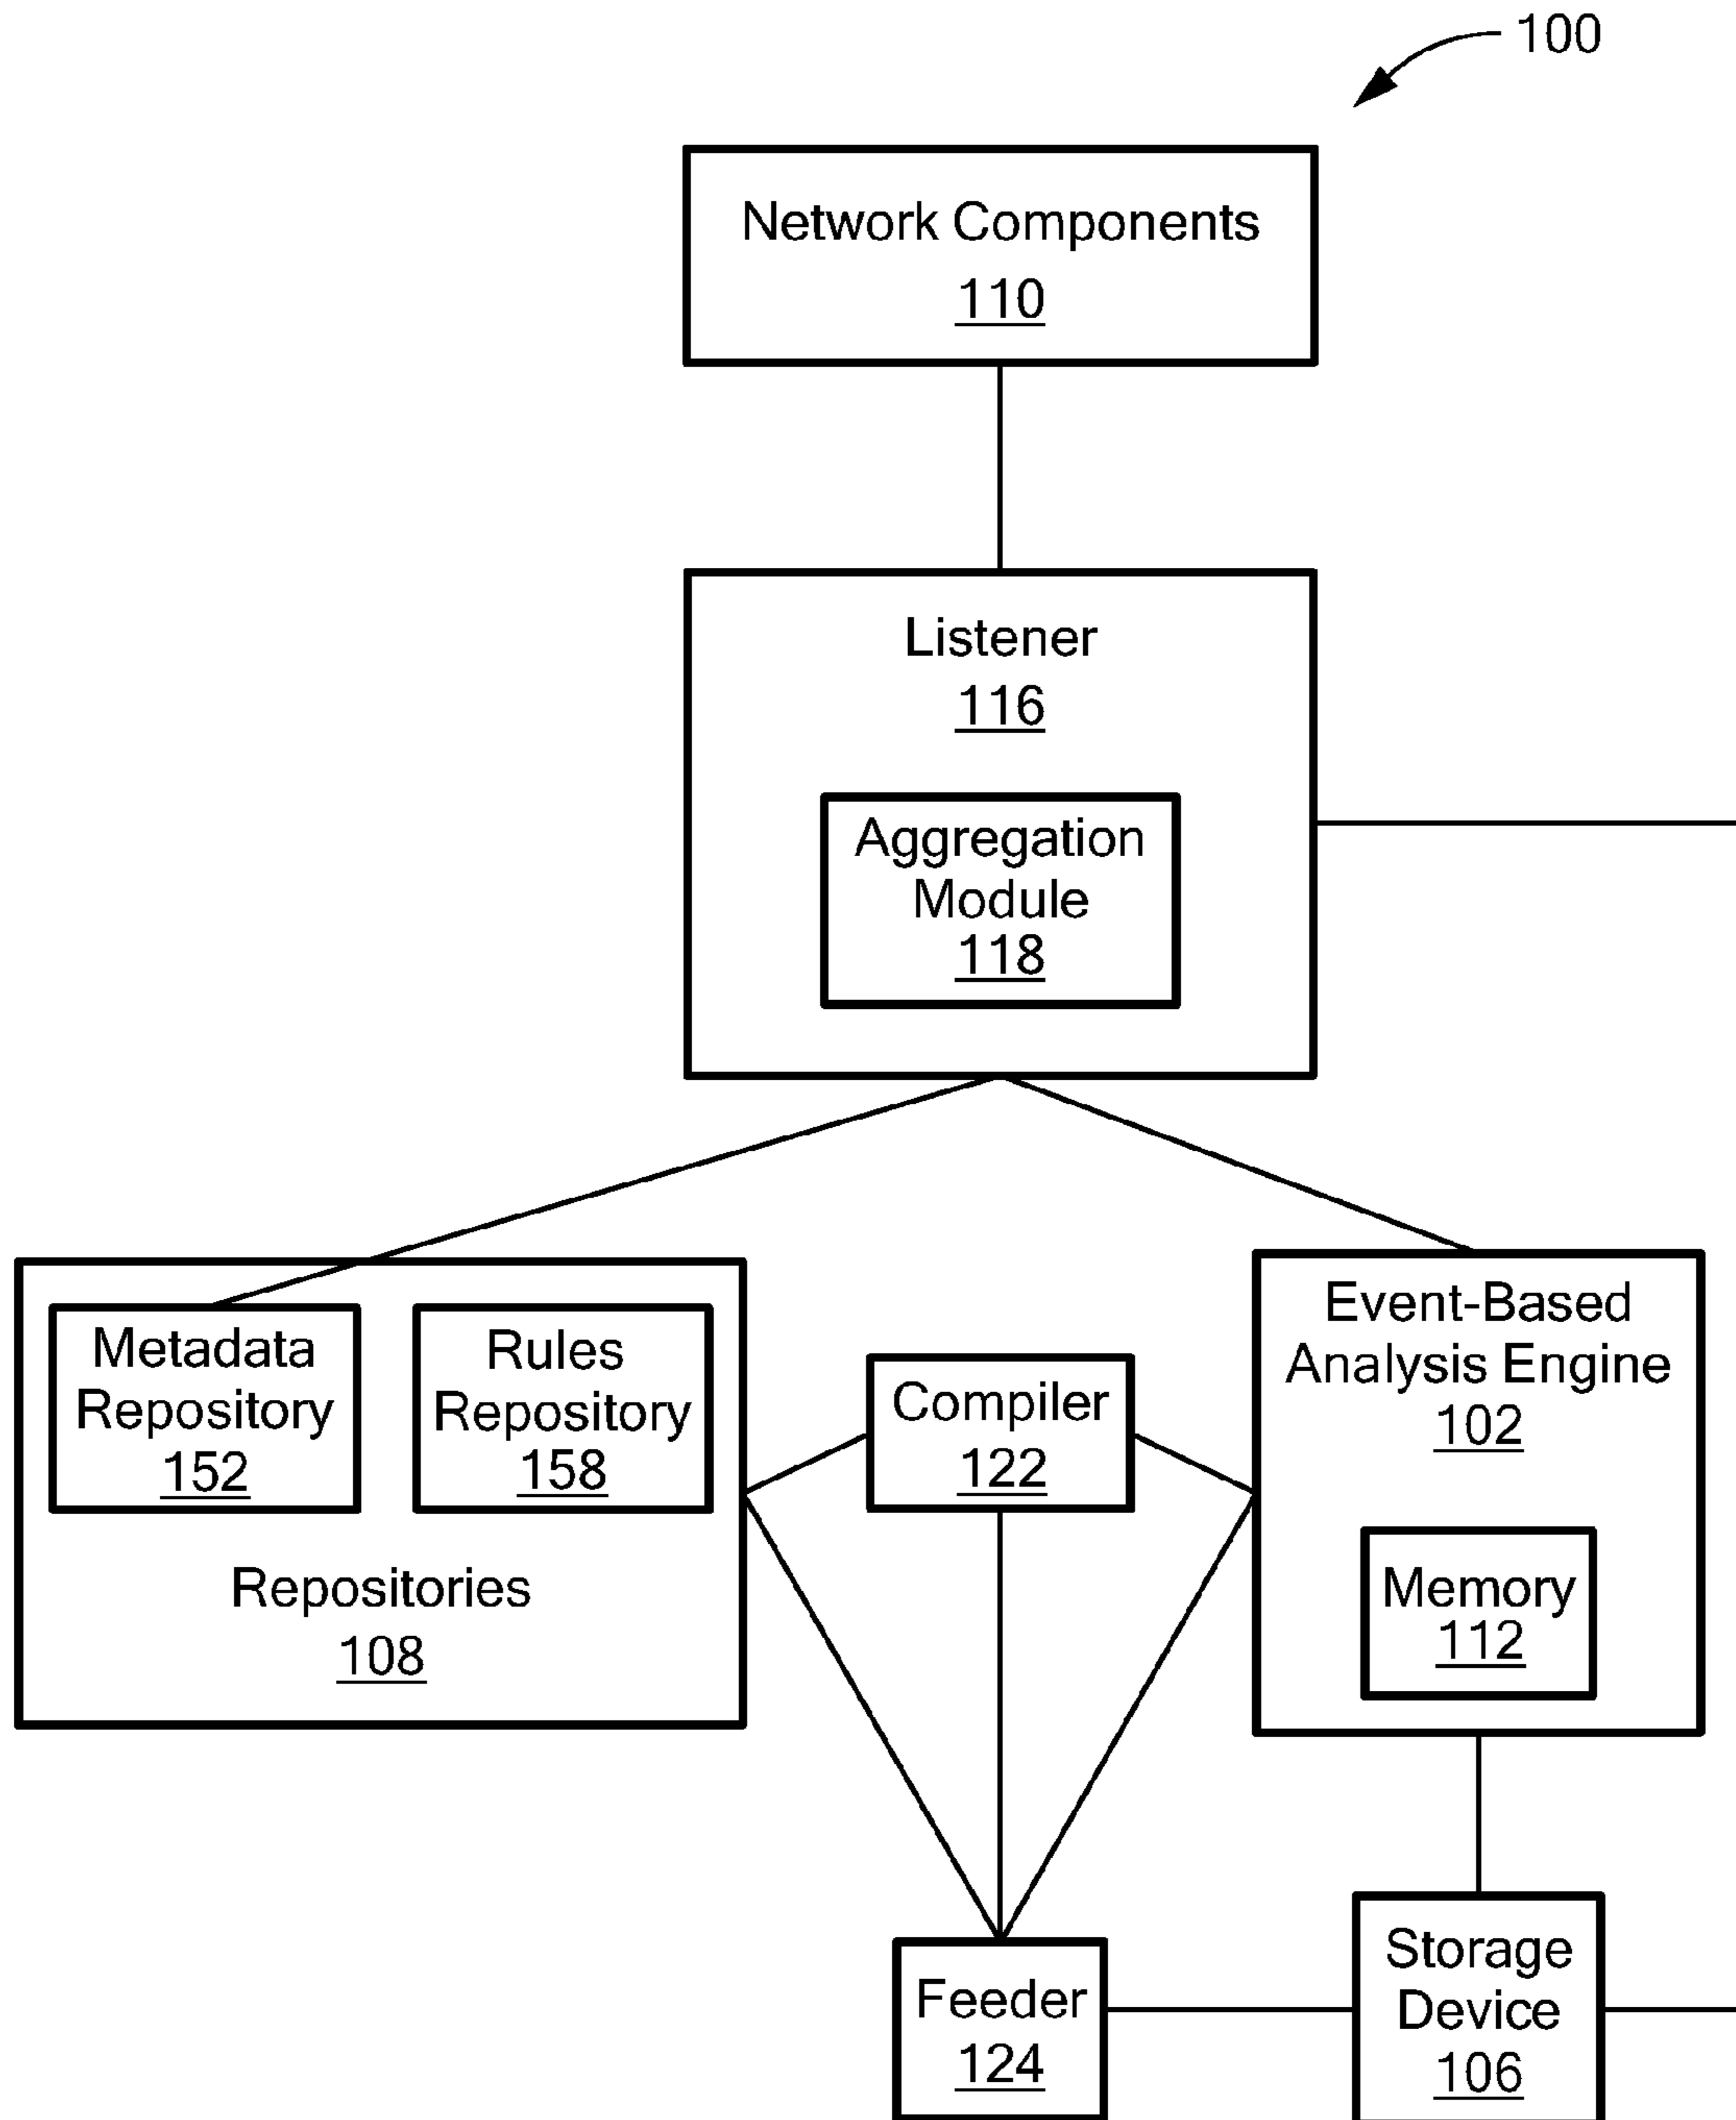 100
Network Components
110
Listener
116
Aggregation
Module
118
Metadata
Repository
152
Rules
Repository
158
Repositories
108
Compiler
122
Event-Based
Analysis Engine
102
Memory
112
Feeder
124
Storage
Device
106